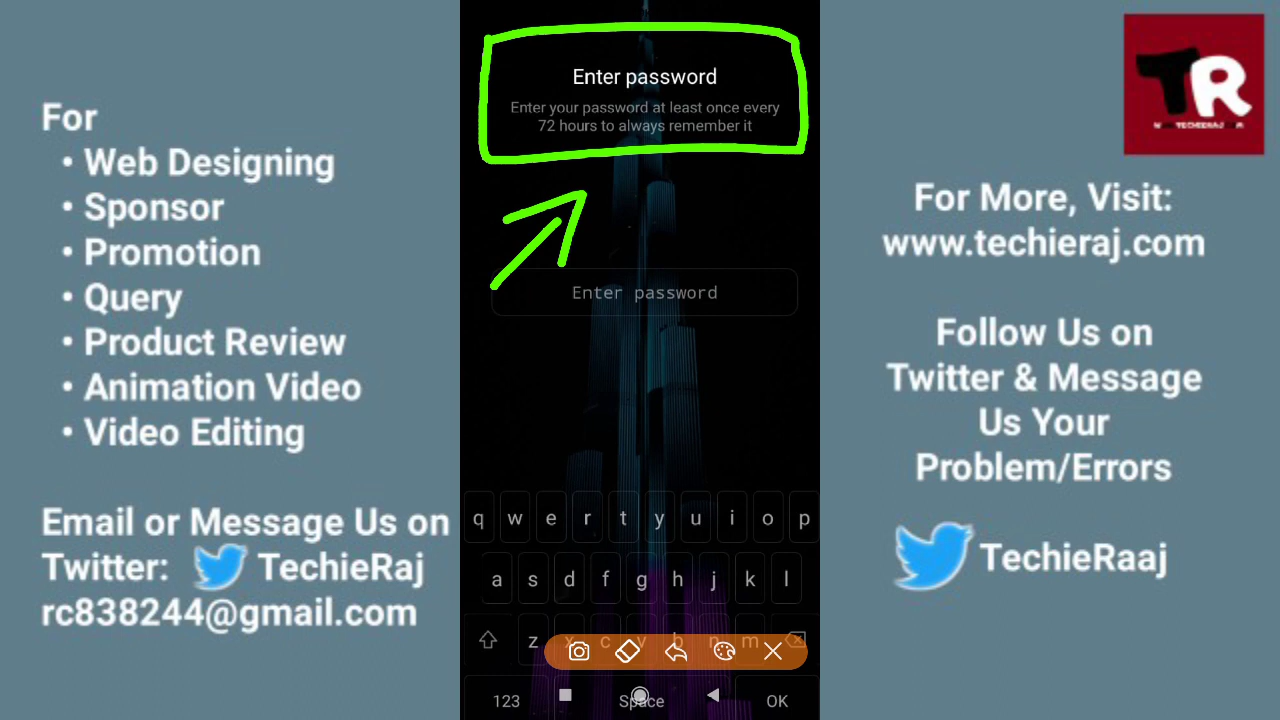 For
• Web Designing
• Sponsor
• Promotion
• Query
• Product Review
• Animation Video
• Video Editing
Email or Message Us on
Twitter: TechieRaj
rc838244@gmail.com
Enter password
Enter your password at least once every
72 hours to always remember it
Enter password
q w e r t y u i o p
a s d f g h j k l
z x c v b n m
123 Space OK
TR
For More, Visit:
www.techieraj.com
Follow Us on
Twitter & Message
Us Your
Problem/Errors
TechieRaaj